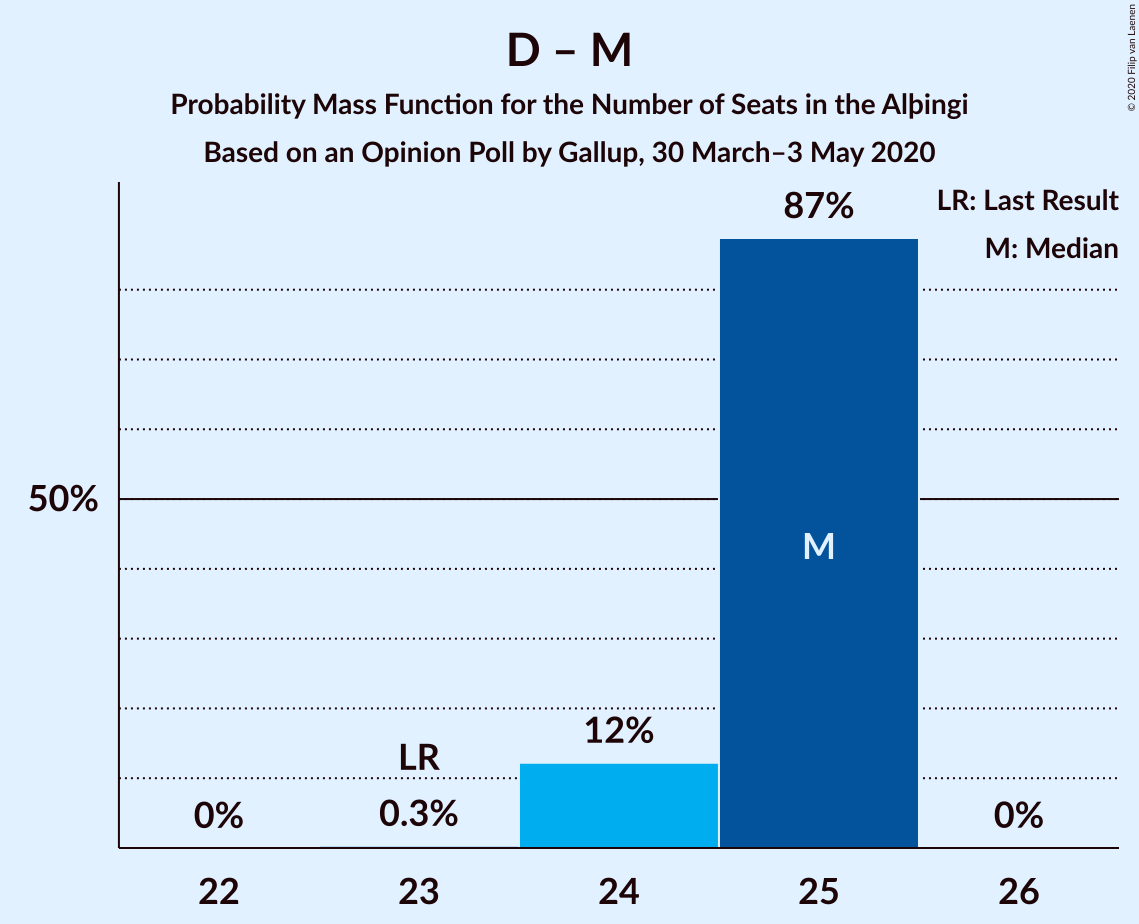 D – M
Probability Mass Function for the Number of Seats in the Alþingi
Based on an Opinion Poll by Gallup, 30 March–3 May 2020
© 2020 Filip van Laenen
LR: Last Result
M: Median
87%
50%
M
12%
LR
0%
0.3%
0%
22
23
24
25
26